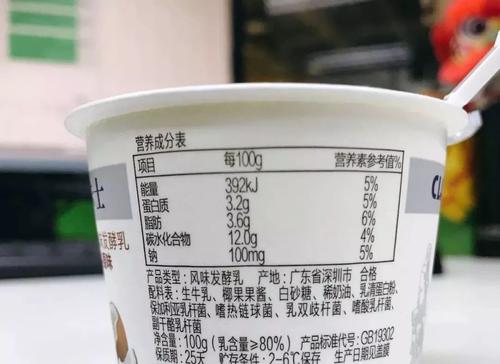 营养成分表
项目 每100g 营养素参考值%
能量 392kJ 5%
蛋白质 3.2g 5%
脂肪 3.6g 6%
碳水化合物 12.0g 4%
钠 100mg 5%
产品类型：风味发酵乳 产地：广东省深圳市 合格
配料表：生牛乳、椰果果酱、白砂糖、稀奶油、乳清蛋白粉、
保加利亚乳杆菌、嗜热链球菌、乳双歧杆菌、嗜酸乳杆菌、
副干酪乳杆菌
净含量：100g（乳含量≥80%）产品标准代号：GB19302
保质期：25天 贮存条件：2-6℃保存 生产日期见盖膜
士
发酵乳
味
CL